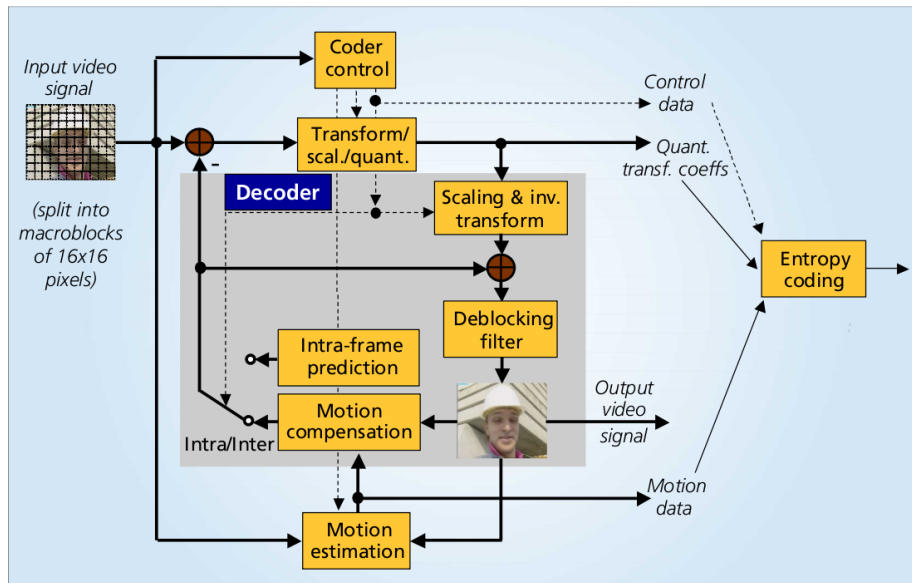 Input video
signal
(split into
macroblocks
of 16x16
pixels)
Coder
control
Control
data
Transform/
scal./quant.
-
Quant.
transf. coeffs
Decoder
Scaling & inv.
transform
Entropy
coding
Deblocking
filter
Intra-frame
prediction
Motion
compensation
Intra/Inter
Output
video
signal
Motion
data
Motion
estimation